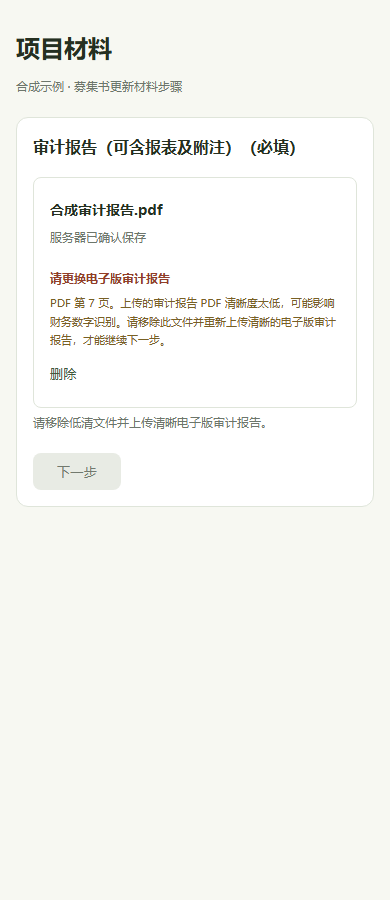 项目材料
合成示例 · 募集书更新材料步骤
审计报告（可含报表及附注）（必填）
合成审计报告.pdf
服务器已确认保存
请更换电子版审计报告
PDF 第 7 页。上传的审计报告 PDF 清晰度太低，可能影响
财务数字识别。请移除此文件并重新上传清晰的电子版审计
报告，才能继续下一步。
删除
请移除低清文件并上传清晰电子版审计报告。
下一步